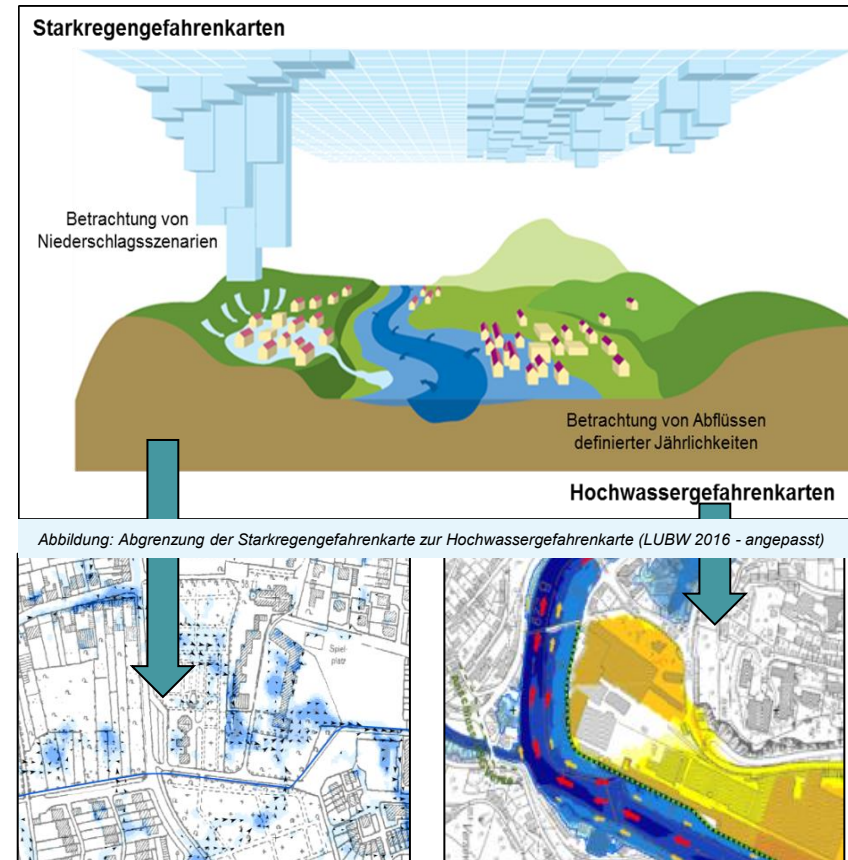 Starkregengefahrenkarten
Betrachtung von
Niederschlagsszenarien
Betrachtung von Abflüssen
definierter Jährlichkeiten
Hochwassergefahrenkarten
Abbildung: Abgrenzung der Starkregengefahrenkarte zur Hochwassergefahrenkarte (LUBW 2016 - angepasst)
Spiel-
platz